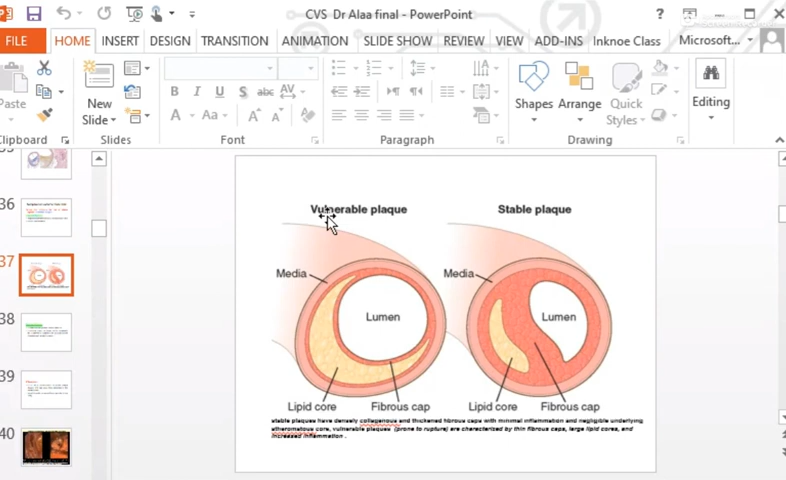 CVS Dr Alaa final - PowerPoint
FILE HOME INSERT DESIGN TRANSITION ANIMATION SLIDE SHOW REVIEW VIEW ADD-INS Inknoe Class Microsoft...
Paste
New
Slide
B I U S abc AV
A Aa A A
Shapes
Arrange
Quick
Styles
Editing
Clipboard
Slides
Font
Paragraph
Drawing
36
37
38
39
40
Vulnerable plaque
Stable plaque
Media
Media
Lumen
Lumen
Lipid core
Fibrous cap
Lipid core
Fibrous cap
stable plaques have densely collagenous and thickened fibrous caps with minimal inflammation and negligible underlying
atheromatous core, vulnerable plaques (prone to rupture) are characterised by thin fibrous caps, large lipid cores, and
increased inflammation .